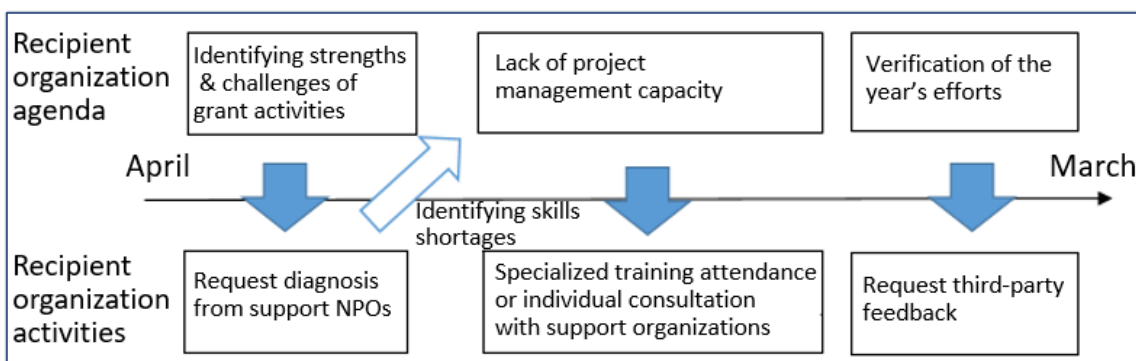 Recipient
organization
agenda
Identifying strengths
& challenges of
grant activities
Lack of project
management capacity
Verification of the
year's efforts
April
March
Identifying skills
shortages
Recipient
organization
activities
Request diagnosis
from support NPOs
Specialized training attendance
or individual consultation
with support organizations
Request third-party
feedback